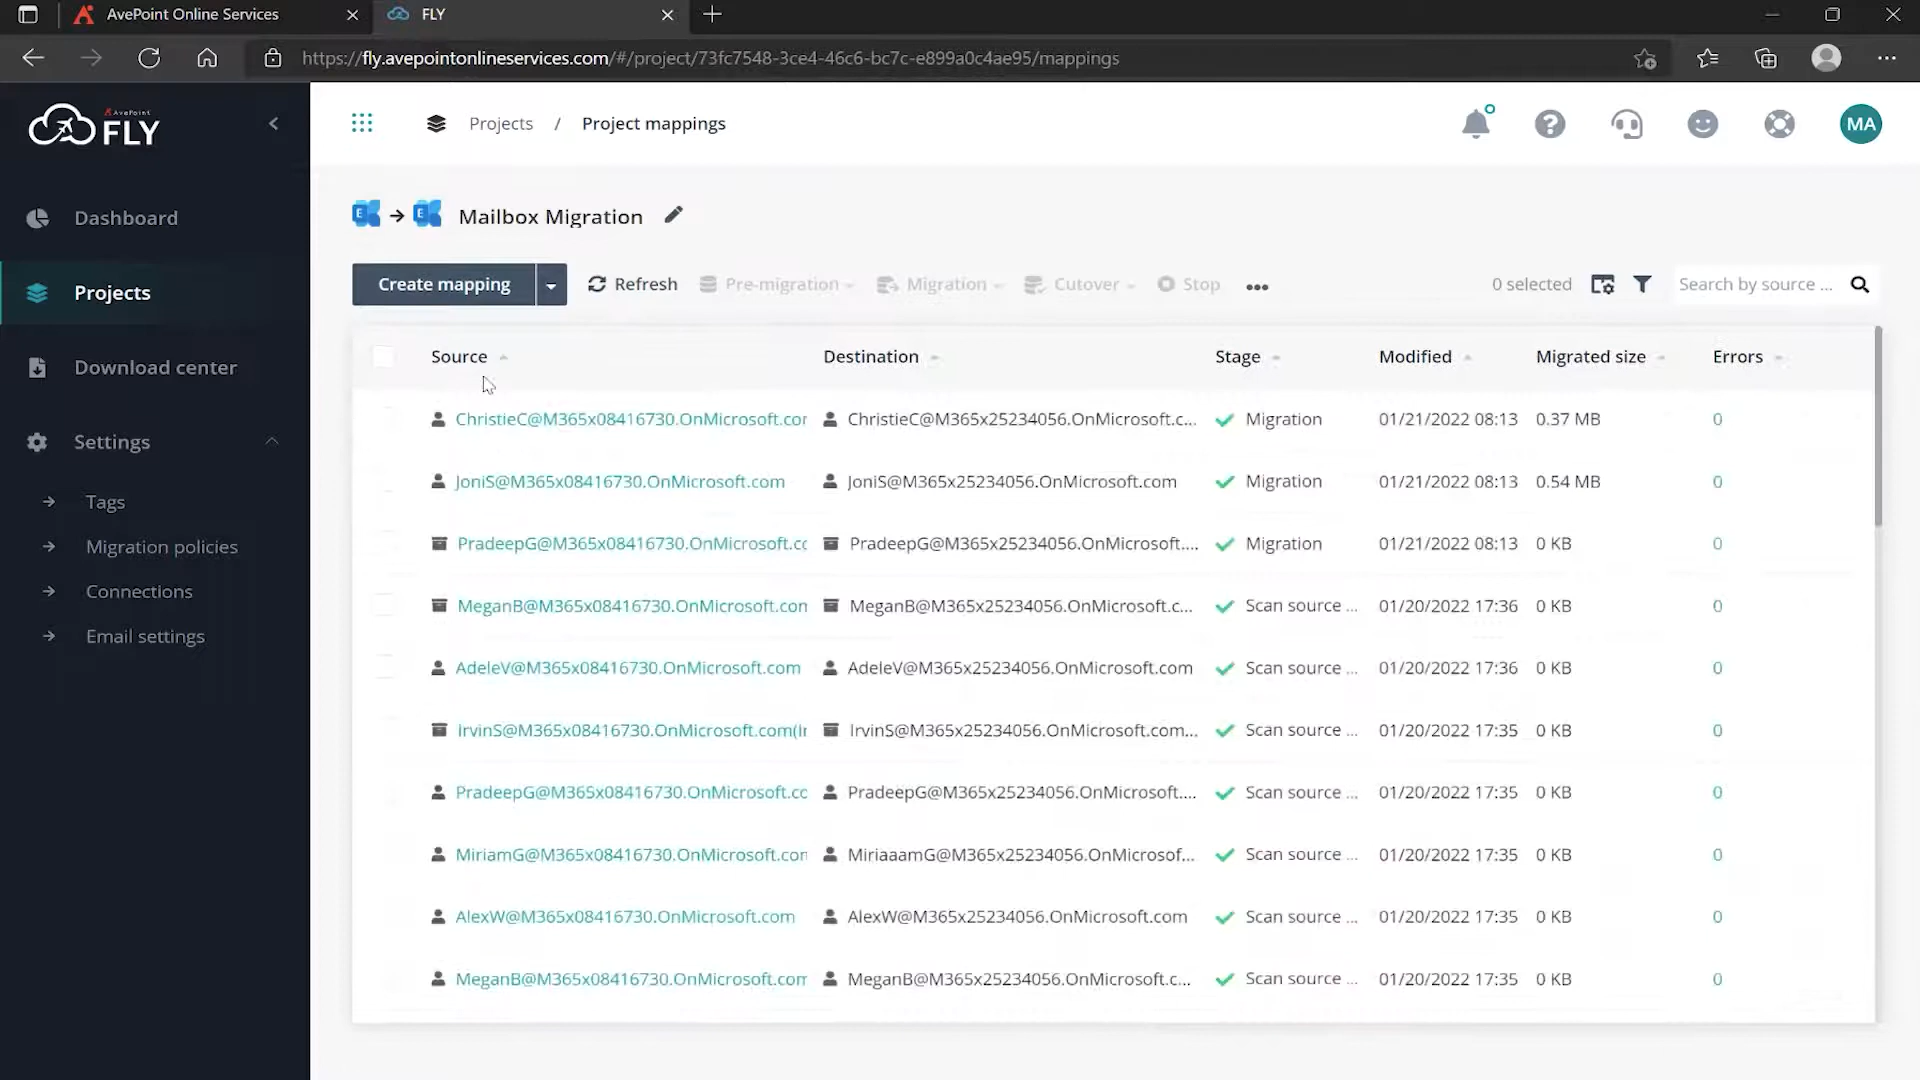 AvePoint Online Services
FLY
https://fly.avepointonlineservices.com/#/project/73fc7548-3ce4-46c6-bc7c-e899a0c4ae95/mappings
AvePoint
FLY
Projects / Project mappings
MA
Dashboard
Projects
Download center
Settings
Tags
Migration policies
Connections
Email settings
E → E Mailbox Migration
Create mapping Refresh Pre-migration Migration Cutover Stop ••• 0 selected Search by source ...
Source Destination Stage Modified Migrated size Errors
ChristieC@M365x08416730.OnMicrosoft.cor ChristieC@M365x25234056.OnMicrosoft.c... Migration 01/21/2022 08:13 0.37 MB 0
JoniS@M365x08416730.OnMicrosoft.com JoniS@M365x25234056.OnMicrosoft.com Migration 01/21/2022 08:13 0.54 MB 0
PradeepG@M365x08416730.OnMicrosoft.cc PradeepG@M365x25234056.OnMicrosoft.... Migration 01/21/2022 08:13 0 KB 0
MeganB@M365x08416730.OnMicrosoft.com MeganB@M365x25234056.OnMicrosoft.c... Scan source ... 01/20/2022 17:36 0 KB 0
AdeleV@M365x08416730.OnMicrosoft.com AdeleV@M365x25234056.OnMicrosoft.com Scan source ... 01/20/2022 17:36 0 KB 0
IrvinS@M365x08416730.OnMicrosoft.com(Ir IrvinS@M365x25234056.OnMicrosoft.com... Scan source ... 01/20/2022 17:35 0 KB 0
PradeepG@M365x08416730.OnMicrosoft.cc PradeepG@M365x25234056.OnMicrosoft.... Scan source ... 01/20/2022 17:35 0 KB 0
MiriamG@M365x08416730.OnMicrosoft.con MiriaaamG@M365x25234056.OnMicrosof... Scan source ... 01/20/2022 17:35 0 KB 0
AlexW@M365x08416730.OnMicrosoft.com AlexW@M365x25234056.OnMicrosoft.com Scan source ... 01/20/2022 17:35 0 KB 0
MeganB@M365x08416730.OnMicrosoft.com MeganB@M365x25234056.OnMicrosoft.c... Scan source ... 01/20/2022 17:35 0 KB 0